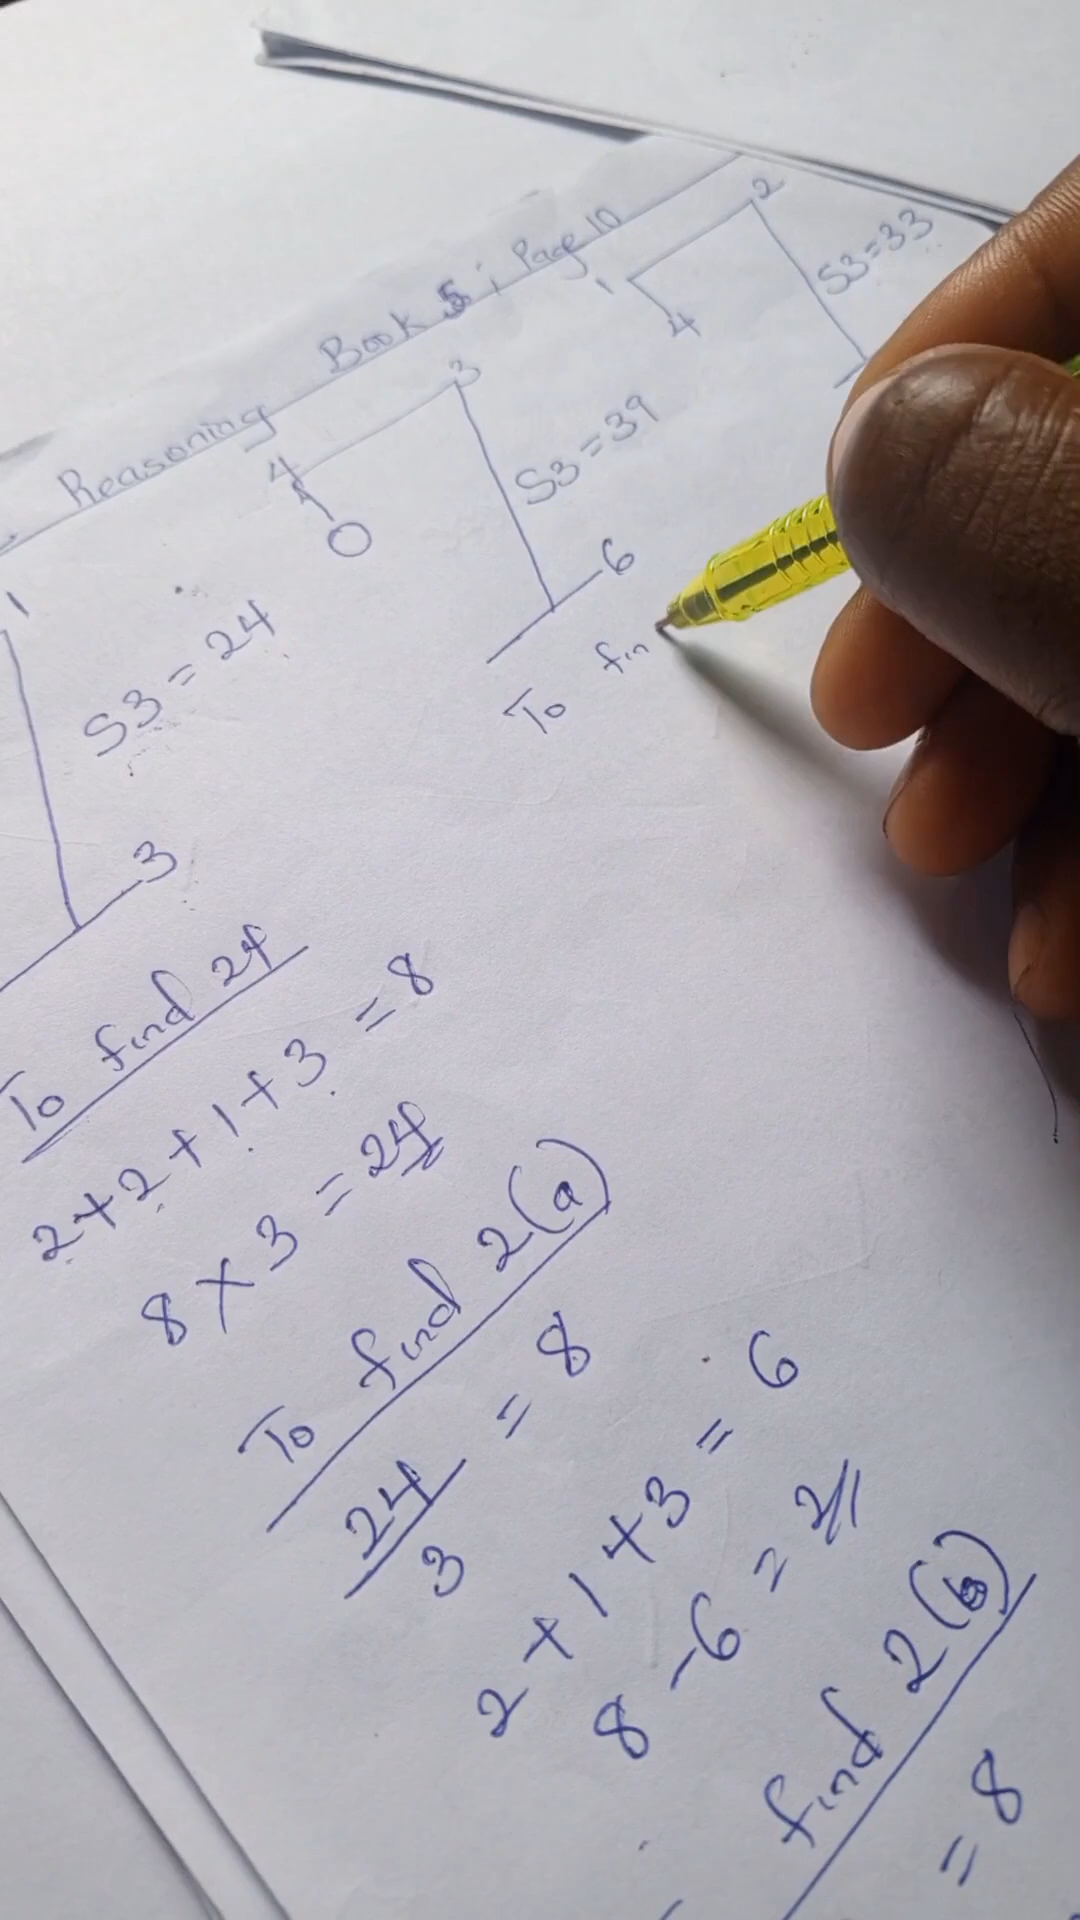 Reasoning Book 5; Page 10
1
S3 = 24
3
4
3
S3 = 39
6
1
2
4
S3 = 33
To find 24
2 + 2 + 1 + 3 = 8
8 × 3 = 24
To find 2(a)
24/3 = 8
2 + 1 + 3 = 6
8 - 6 = 2
find 2(b)
= 8
To fin